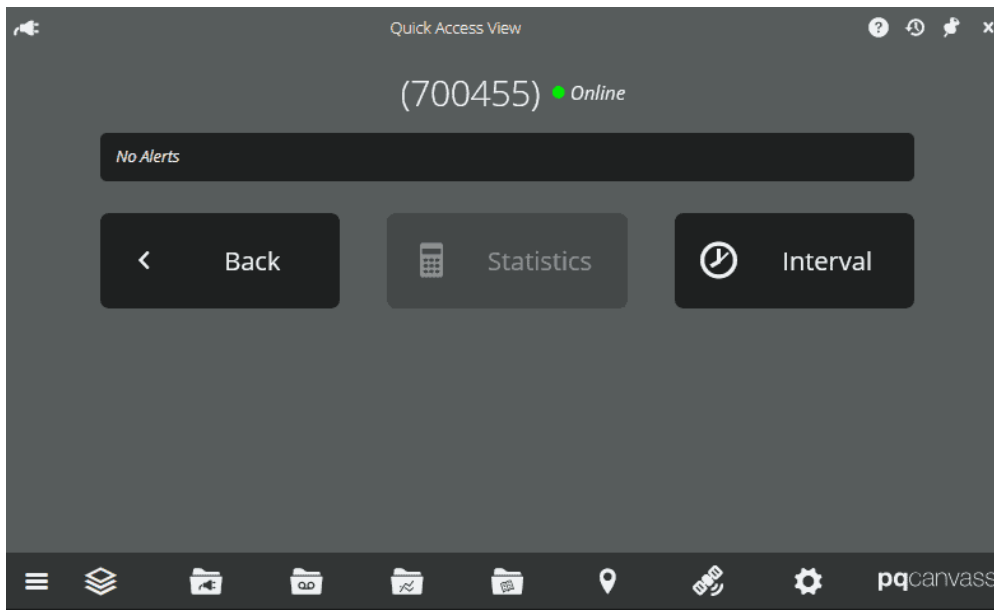 Quick Access View
(700455) Online
No Alerts
Back
Statistics
Interval
pqcanvass